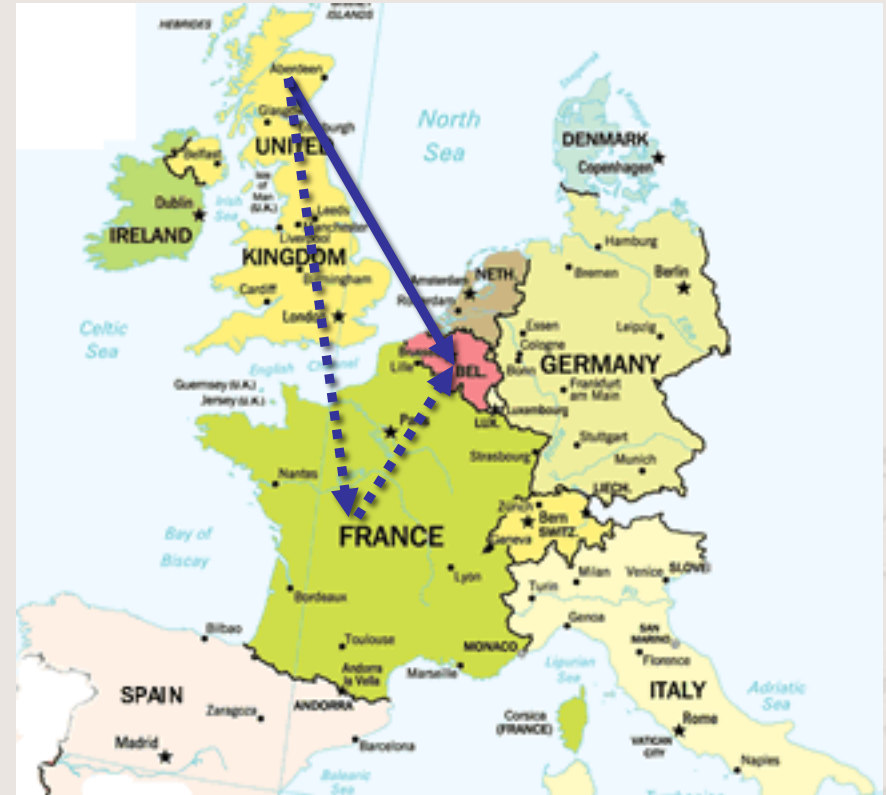 HEBRIDES
ISLANDS
Aberdeen
Glasgow
Edinburgh
UNITED
North
Sea
DENMARK
Copenhagen
Belfast
Isle
of
Man
(U.K.)
Dublin
Irish
Sea
Leeds
Manchester
Liverpool
IRELAND
KINGDOM
Birmingham
Cardiff
London
Hamburg
Bremen
Berlin
Amsterdam
NETH.
Rotterdam
Celtic
Sea
Essen
Cologne
Bonn
Leipzig
Elbe
GERMANY
English Channel
Lille
BEL.
Frankfurt
am Main
Guernsey (U.K.)
Jersey (U.K.)
Luxembourg
LUX.
Paris
Strasbourg
Stuttgart
Munich
Nantes
LIECH.
Zürich
Bern
SWITZ.
Geneva
Bay of
Biscay
FRANCE
Lyon
Milan
Venice
SLOVE
Turin
Po
Genoa
Bordeaux
Bilbao
Toulouse
MONACO
SAN
MARINO
Florence
Andorra
la Vella
ANDORRA
Marseille
Ligurian
Sea
SPAIN
Zaragoza
Madrid
Barcelona
Balearic
Sea
Corsica
(FRANCE)
ITALY
Adriatic
Sea
Rome
VATICAN
CITY
Naples